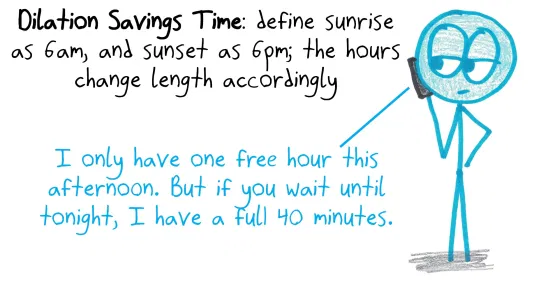 Dilation Savings Time: define sunrise
as 6am, and sunset as 6pm; the hours
change length accordingly
I only have one free hour this
afternoon. But if you wait until
tonight, I have a full 40 minutes.